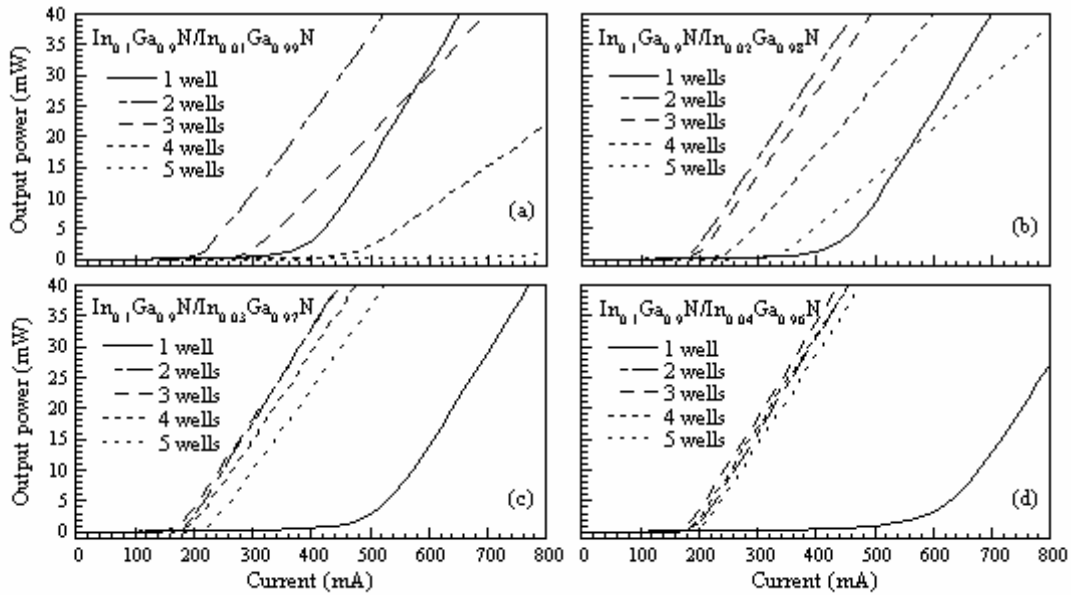 In0.1Ga0.9N/In0.01Ga0.99N
1 well
2 wells
3 wells
4 wells
5 wells
(a)
Output power (mW)
40
35
30
25
20
15
10
5
0
In0.1Ga0.9N/In0.02Ga0.98N
1 well
2 wells
3 wells
4 wells
5 wells
(b)
In0.1Ga0.9N/In0.03Ga0.97N
1 well
2 wells
3 wells
4 wells
5 wells
(c)
Output power (mW)
40
35
30
25
20
15
10
5
0
0 100 200 300 400 500 600 700 800
Current (mA)
In0.1Ga0.9N/In0.04Ga0.96N
1 well
2 wells
3 wells
4 wells
5 wells
(d)
0 100 200 300 400 500 600 700 800
Current (mA)